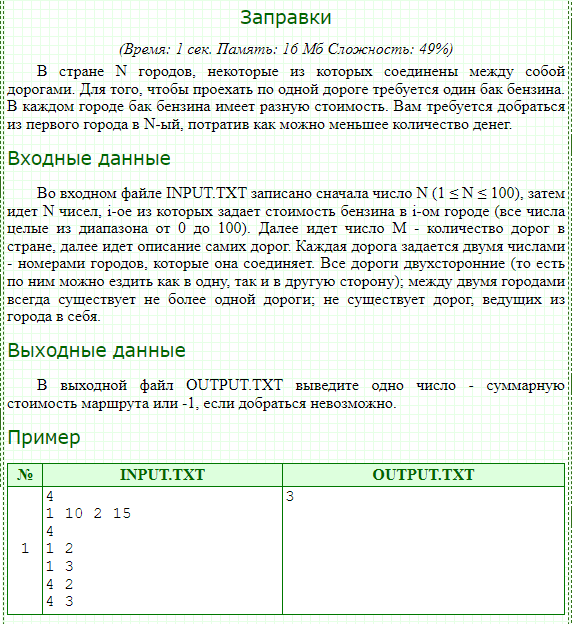 Заправки
(Время: 1 сек. Память: 16 Мб Сложность: 49%)
В стране N городов, некоторые из которых соединены между собой
дорогами. Для того, чтобы проехать по одной дороге требуется один бак бензина.
В каждом городе бак бензина имеет разную стоимость. Вам требуется добраться
из первого города в N-ый, потратив как можно меньшее количество денег.
Входные данные
Во входном файле INPUT.TXT записано сначала число N (1 ≤ N ≤ 100), затем
идет N чисел, i-ое из которых задает стоимость бензина в i-ом городе (все числа
целые из диапазона от 0 до 100). Далее идет число M - количество дорог в
стране, далее идет описание самих дорог. Каждая дорога задается двумя числами
- номерами городов, которые она соединяет. Все дороги двухсторонние (то есть
по ним можно ездить как в одну, так и в другую сторону); между двумя городами
всегда существует не более одной дороги; не существует дорог, ведущих из
города в себя.
Выходные данные
В выходной файл OUTPUT.TXT выведите одно число - суммарную
стоимость маршрута или -1, если добраться невозможно.
Пример
№ INPUT.TXT OUTPUT.TXT
4 3
1 10 2 15
4
1 1 2
1 3
4 2
4 3